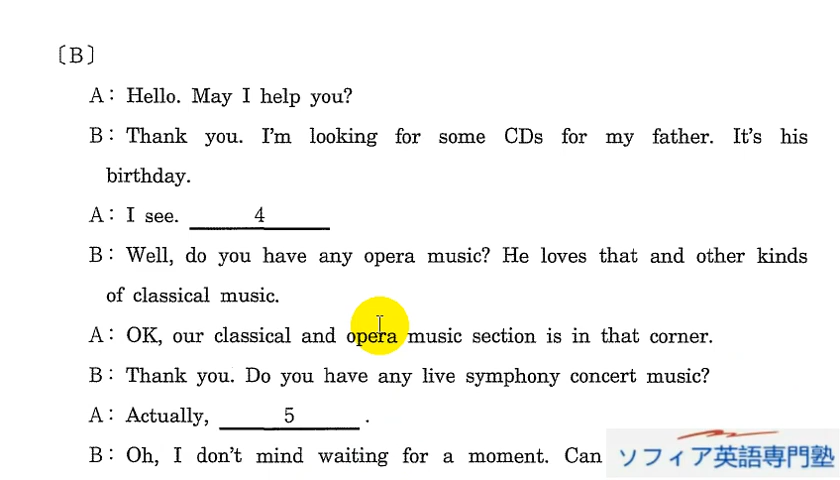 〔B〕
A: Hello. May I help you?
B: Thank you. I'm looking for some CDs for my father. It's his
birthday.
A: I see. 4
B: Well, do you have any opera music? He loves that and other kinds
of classical music.
A: OK, our classical and opera music section is in that corner.
B: Thank you. Do you have any live symphony concert music?
A: Actually, 5 .
B: Oh, I don't mind waiting for a moment. Can
ソフィア英語専門塾